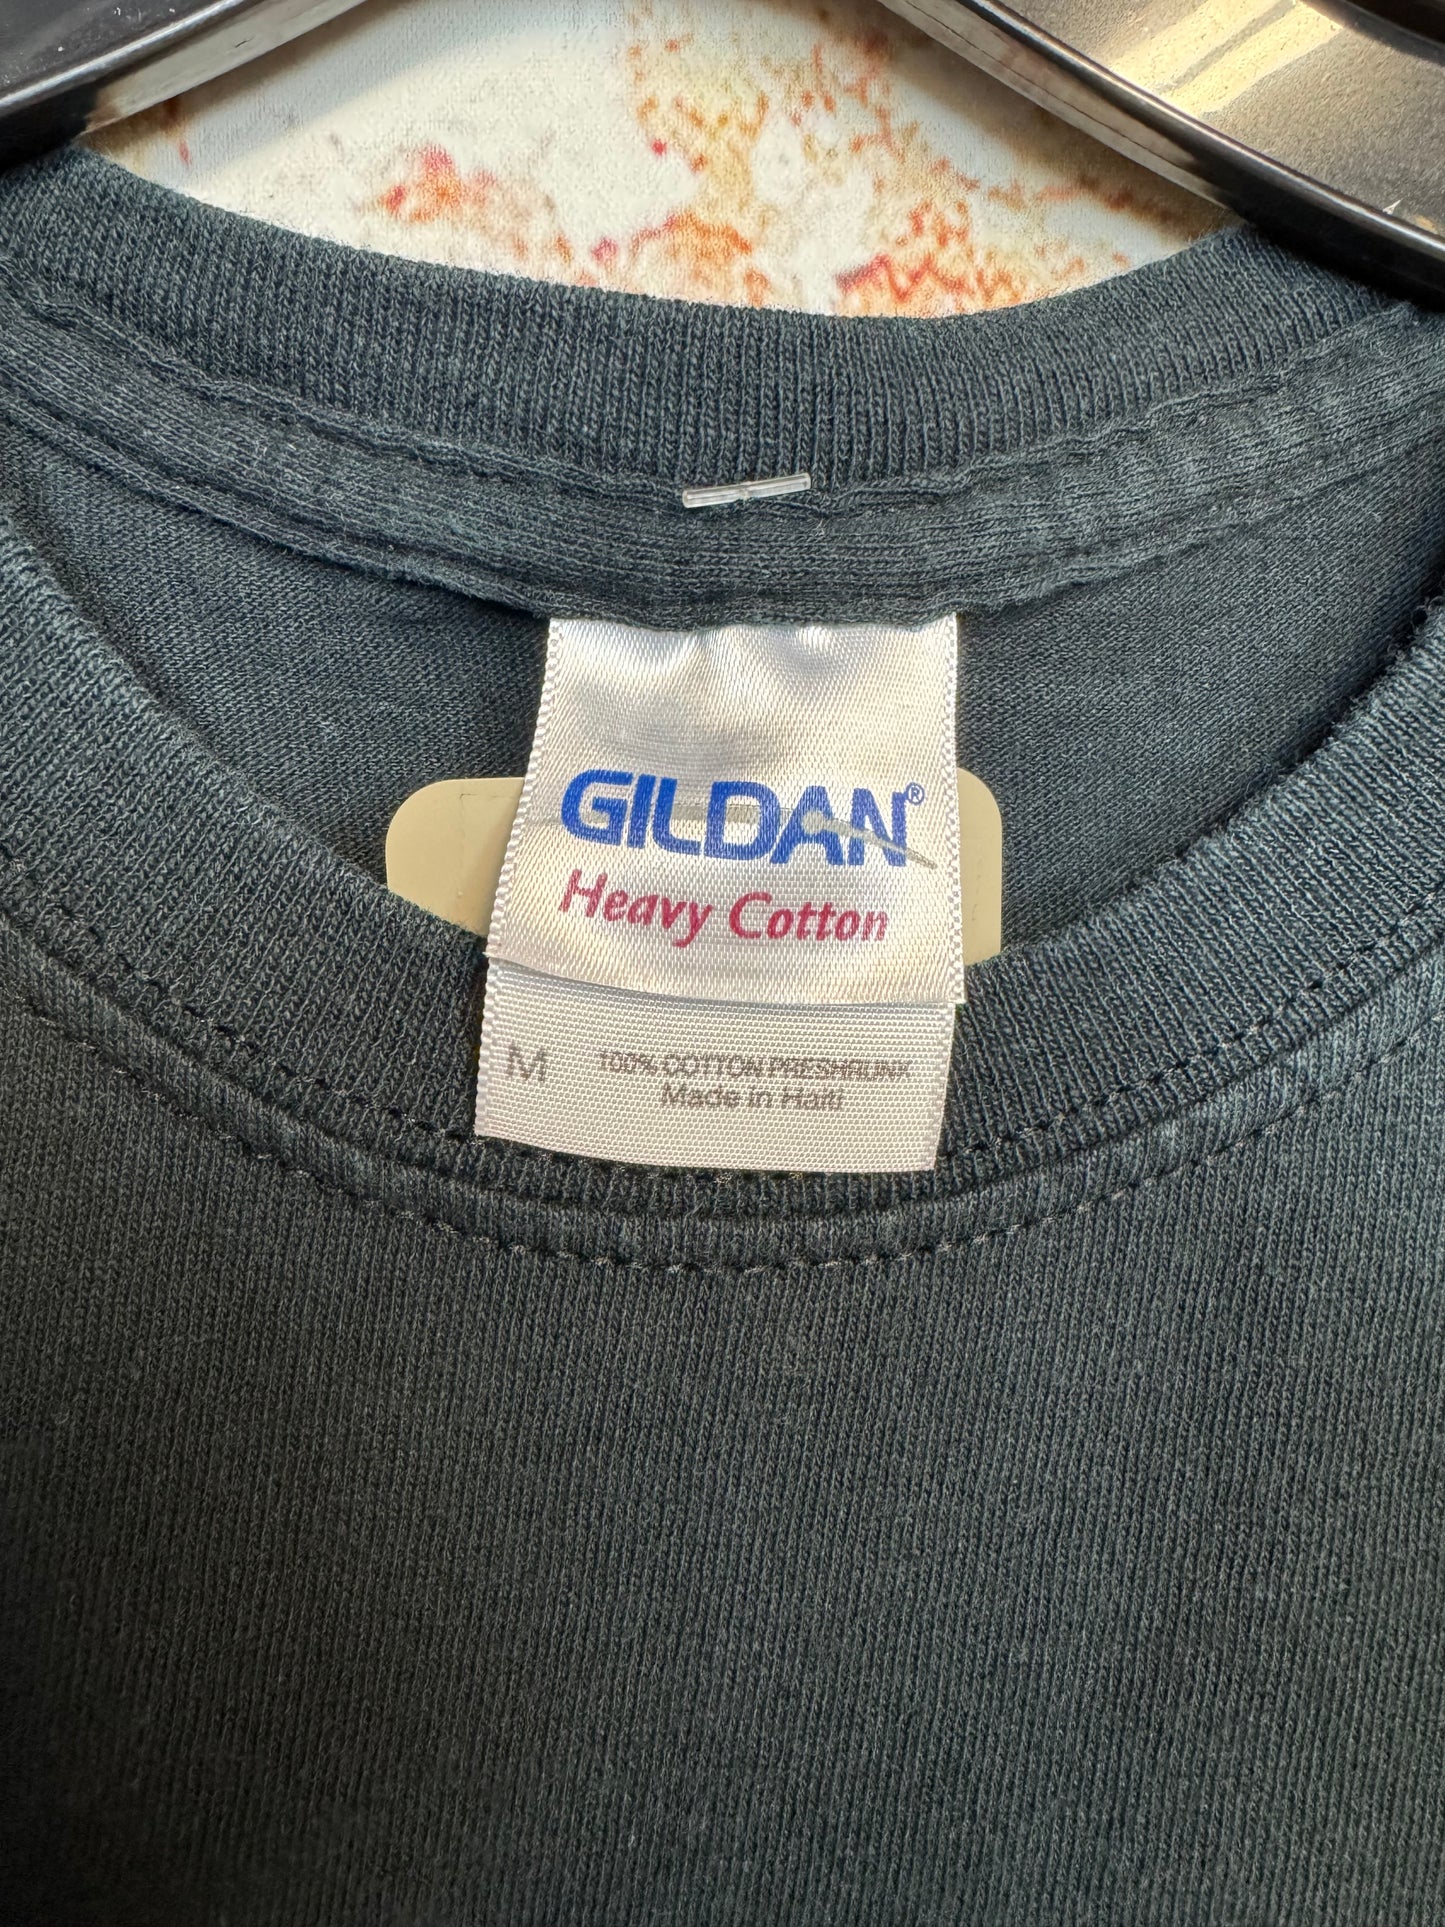 GILDAN®
Heavy Cotton
M 100% COTTON PRESHRUNK
Made in Haiti